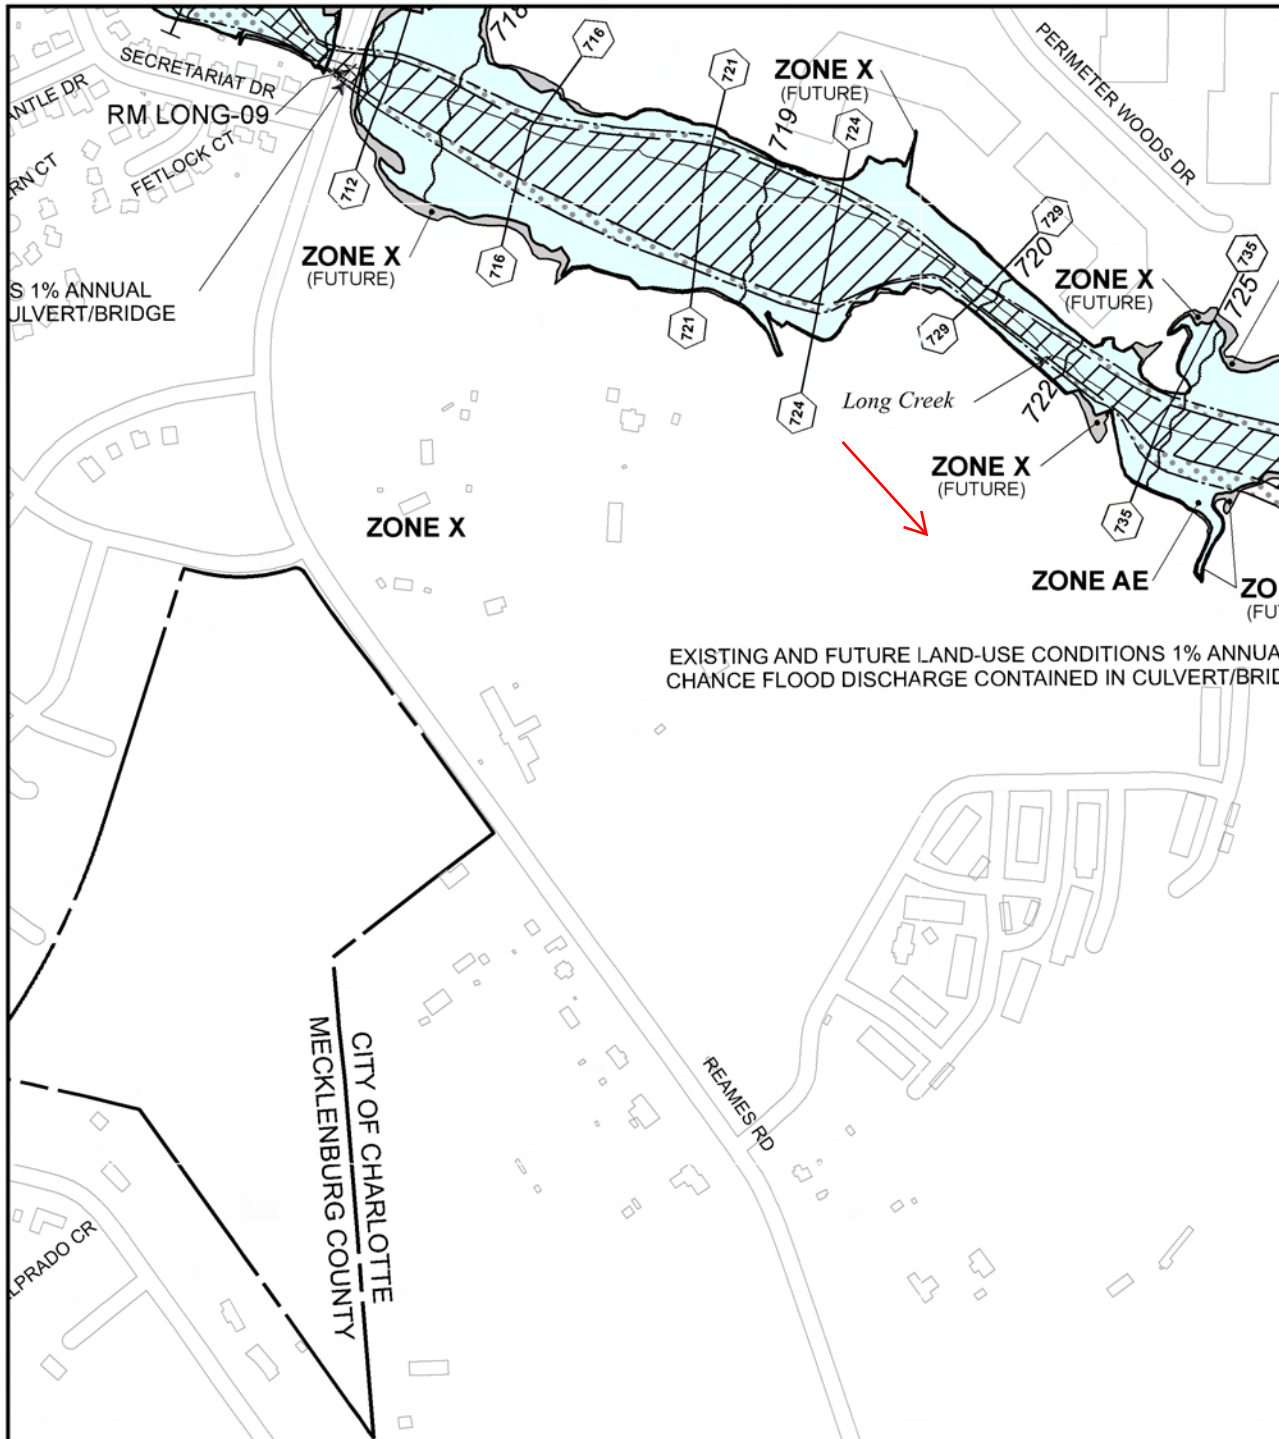 718
716
721
ZONE X
(FUTURE)
719
724
PERIMETER WOODS DR
SECRETARIAT DR
ANTLE DR
RM LONG-09
FETLOCK CT
ERN CT
712
ZONE X
(FUTURE)
716
721
729
720
ZONE X
(FUTURE)
735
725
S 1% ANNUAL
ULVERT/BRIDGE
729
724
Long Creek
722
ZONE X
(FUTURE)
735
ZONE X
ZONE AE
ZO
(FUT
EXISTING AND FUTURE LAND-USE CONDITIONS 1% ANNUA
CHANCE FLOOD DISCHARGE CONTAINED IN CULVERT/BRID
CITY OF CHARLOTTE
MECKLENBURG COUNTY
REAMES RD
LPRADO CR